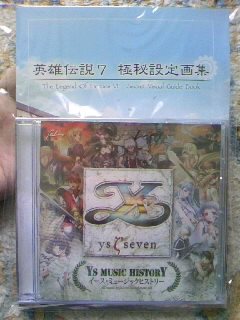 英雄伝説7 極秘設定画集
The Legend Of Heroes VII : Secret Visual Guide Book
Ys
ys seven
YS MUSIC HISTORY
イース・ミュージックヒストリー